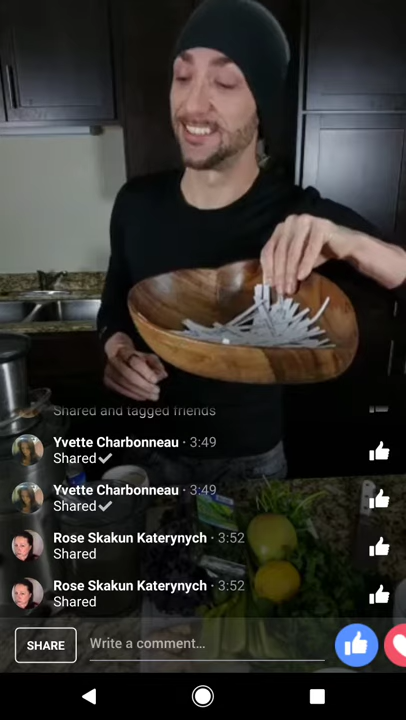 Shared and tagged friends
Yvette Charbonneau · 3:49
Shared✔
Yvette Charbonneau · 3:49
Shared✔
Rose Skakun Katerynych · 3:52
Shared
Rose Skakun Katerynych · 3:52
Shared
SHARE Write a comment...